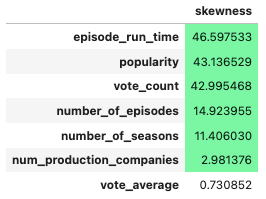 skewness
episode_run_time 46.597533
popularity 43.136529
vote_count 42.995468
number_of_episodes 14.923955
number_of_seasons 11.406030
num_production_companies 2.981376
vote_average 0.730852